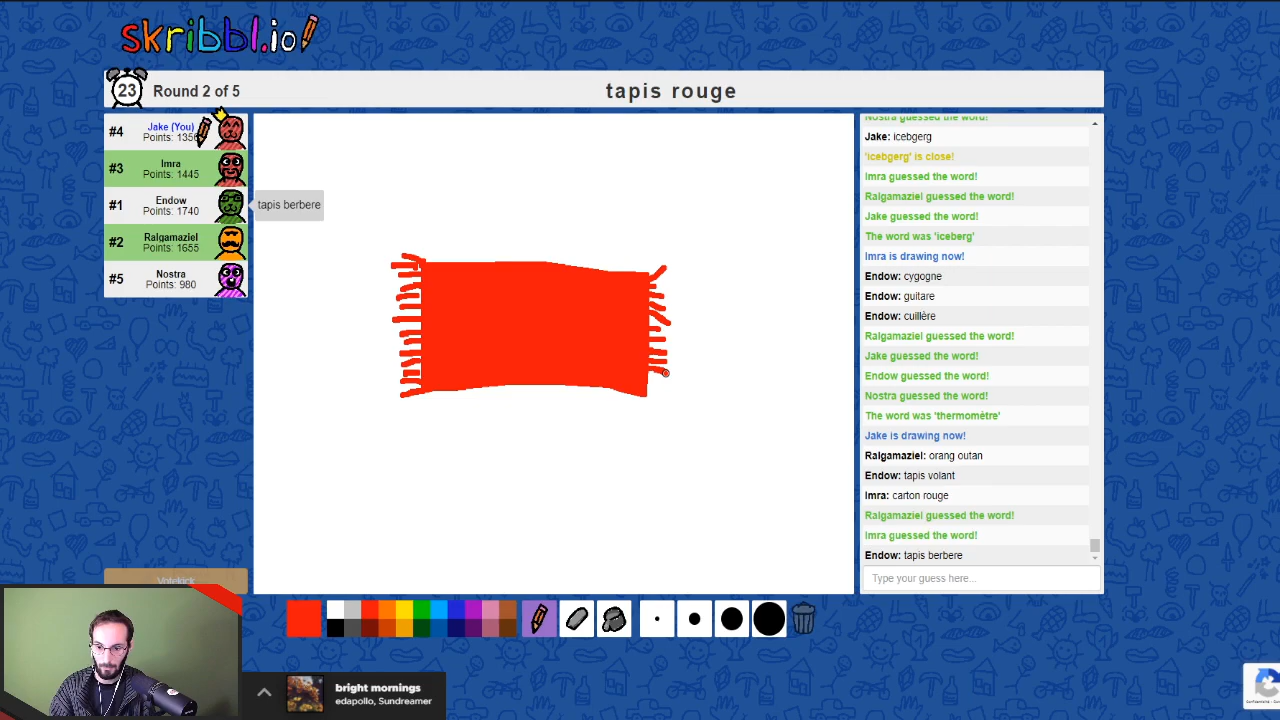 skribbl.io
23
Round 2 of 5
tapis rouge
#4
Jake (You)
Points: 1356
#3
Imra
Points: 1445
#1
Endow
Points: 1740
#2
Ralgamaziel
Points: 1655
#5
Nostra
Points: 980
tapis berbere
Nostra guessed the word!
Jake: icebgerg
'icebgerg' is close!
Imra guessed the word!
Ralgamaziel guessed the word!
Jake guessed the word!
The word was 'iceberg'
Imra is drawing now!
Endow: cygogne
Endow: guitare
Endow: cuillère
Ralgamaziel guessed the word!
Jake guessed the word!
Endow guessed the word!
Nostra guessed the word!
The word was 'thermomètre'
Jake is drawing now!
Ralgamaziel: orang outan
Endow: tapis volant
Imra: carton rouge
Ralgamaziel guessed the word!
Imra guessed the word!
Endow: tapis berbere
Type your guess here...
Votekick
bright mornings
edapollo, Sundreamer